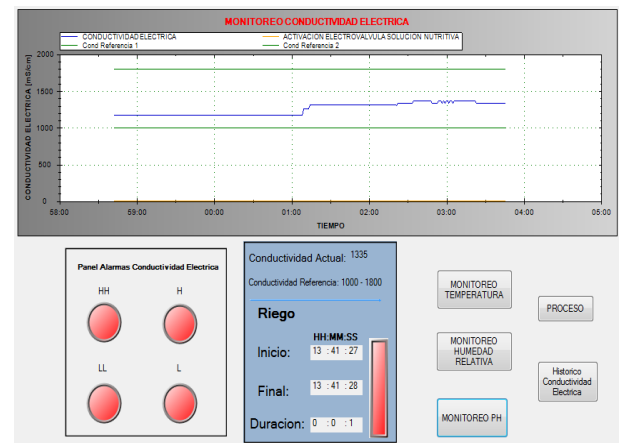 MONITOREO CONDUCTIVIDAD ELECTRICA
CONDUCTIVIDAD ELECTRICA ACTIVACION ELECTROVALVULA SOLUCION NUTRITIVA
Cond Referencia 1 Cond Referencia 2
CONDUCTIVIDAD ELECTRICA [mS/cm]
2000
1500
1000
500
0
58:00 59:00 00:00 01:00 02:00 03:00 04:00 05:00
TIEMPO
Panel Alarmas Conductividad Electrica
HH H
LL L
Conductividad Actual: 1335
Conductividad Referencia: 1000 - 1800
Riego
HH:MM:SS
Inicio: 13 : 41 : 27
Final: 13 : 41 : 28
Duracion: 0 : 0 : 1
MONITOREO
TEMPERATURA
MONITOREO
HUMEDAD
RELATIVA
MONITOREO PH
PROCESO
Historico
Conductividad
Electrica